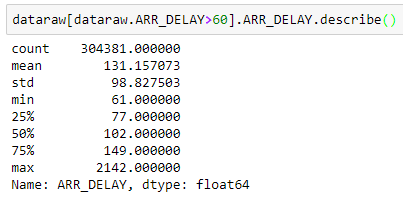 dataraw[dataraw.ARR_DELAY>60].ARR_DELAY.describe()
count    304381.000000
mean        131.157073
std          98.827503
min          61.000000
25%          77.000000
50%         102.000000
75%         149.000000
max        2142.000000
Name: ARR_DELAY, dtype: float64